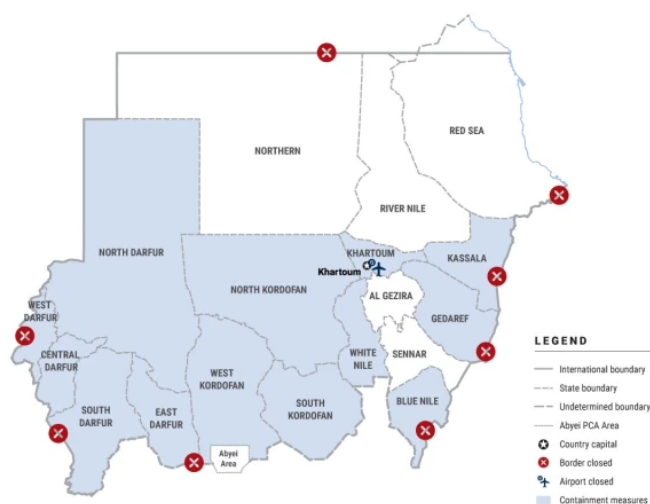 RED SEA
NORTHERN
RIVER NILE
NORTH DARFUR
KHARTOUM
Khartoum
KASSALA
NORTH KORDOFAN
AL GEZIRA
GEDAREF
WEST
DARFUR
CENTRAL
DARFUR
WHITE
NILE
SENNAR
WEST
KORDOFAN
SOUTH
KORDOFAN
BLUE NILE
SOUTH
DARFUR
EAST
DARFUR
Abyei
Area
LEGEND
International boundary
State boundary
Undetermined boundary
Abyei PCA Area
Country capital
Border closed
Airport closed
Containment measures